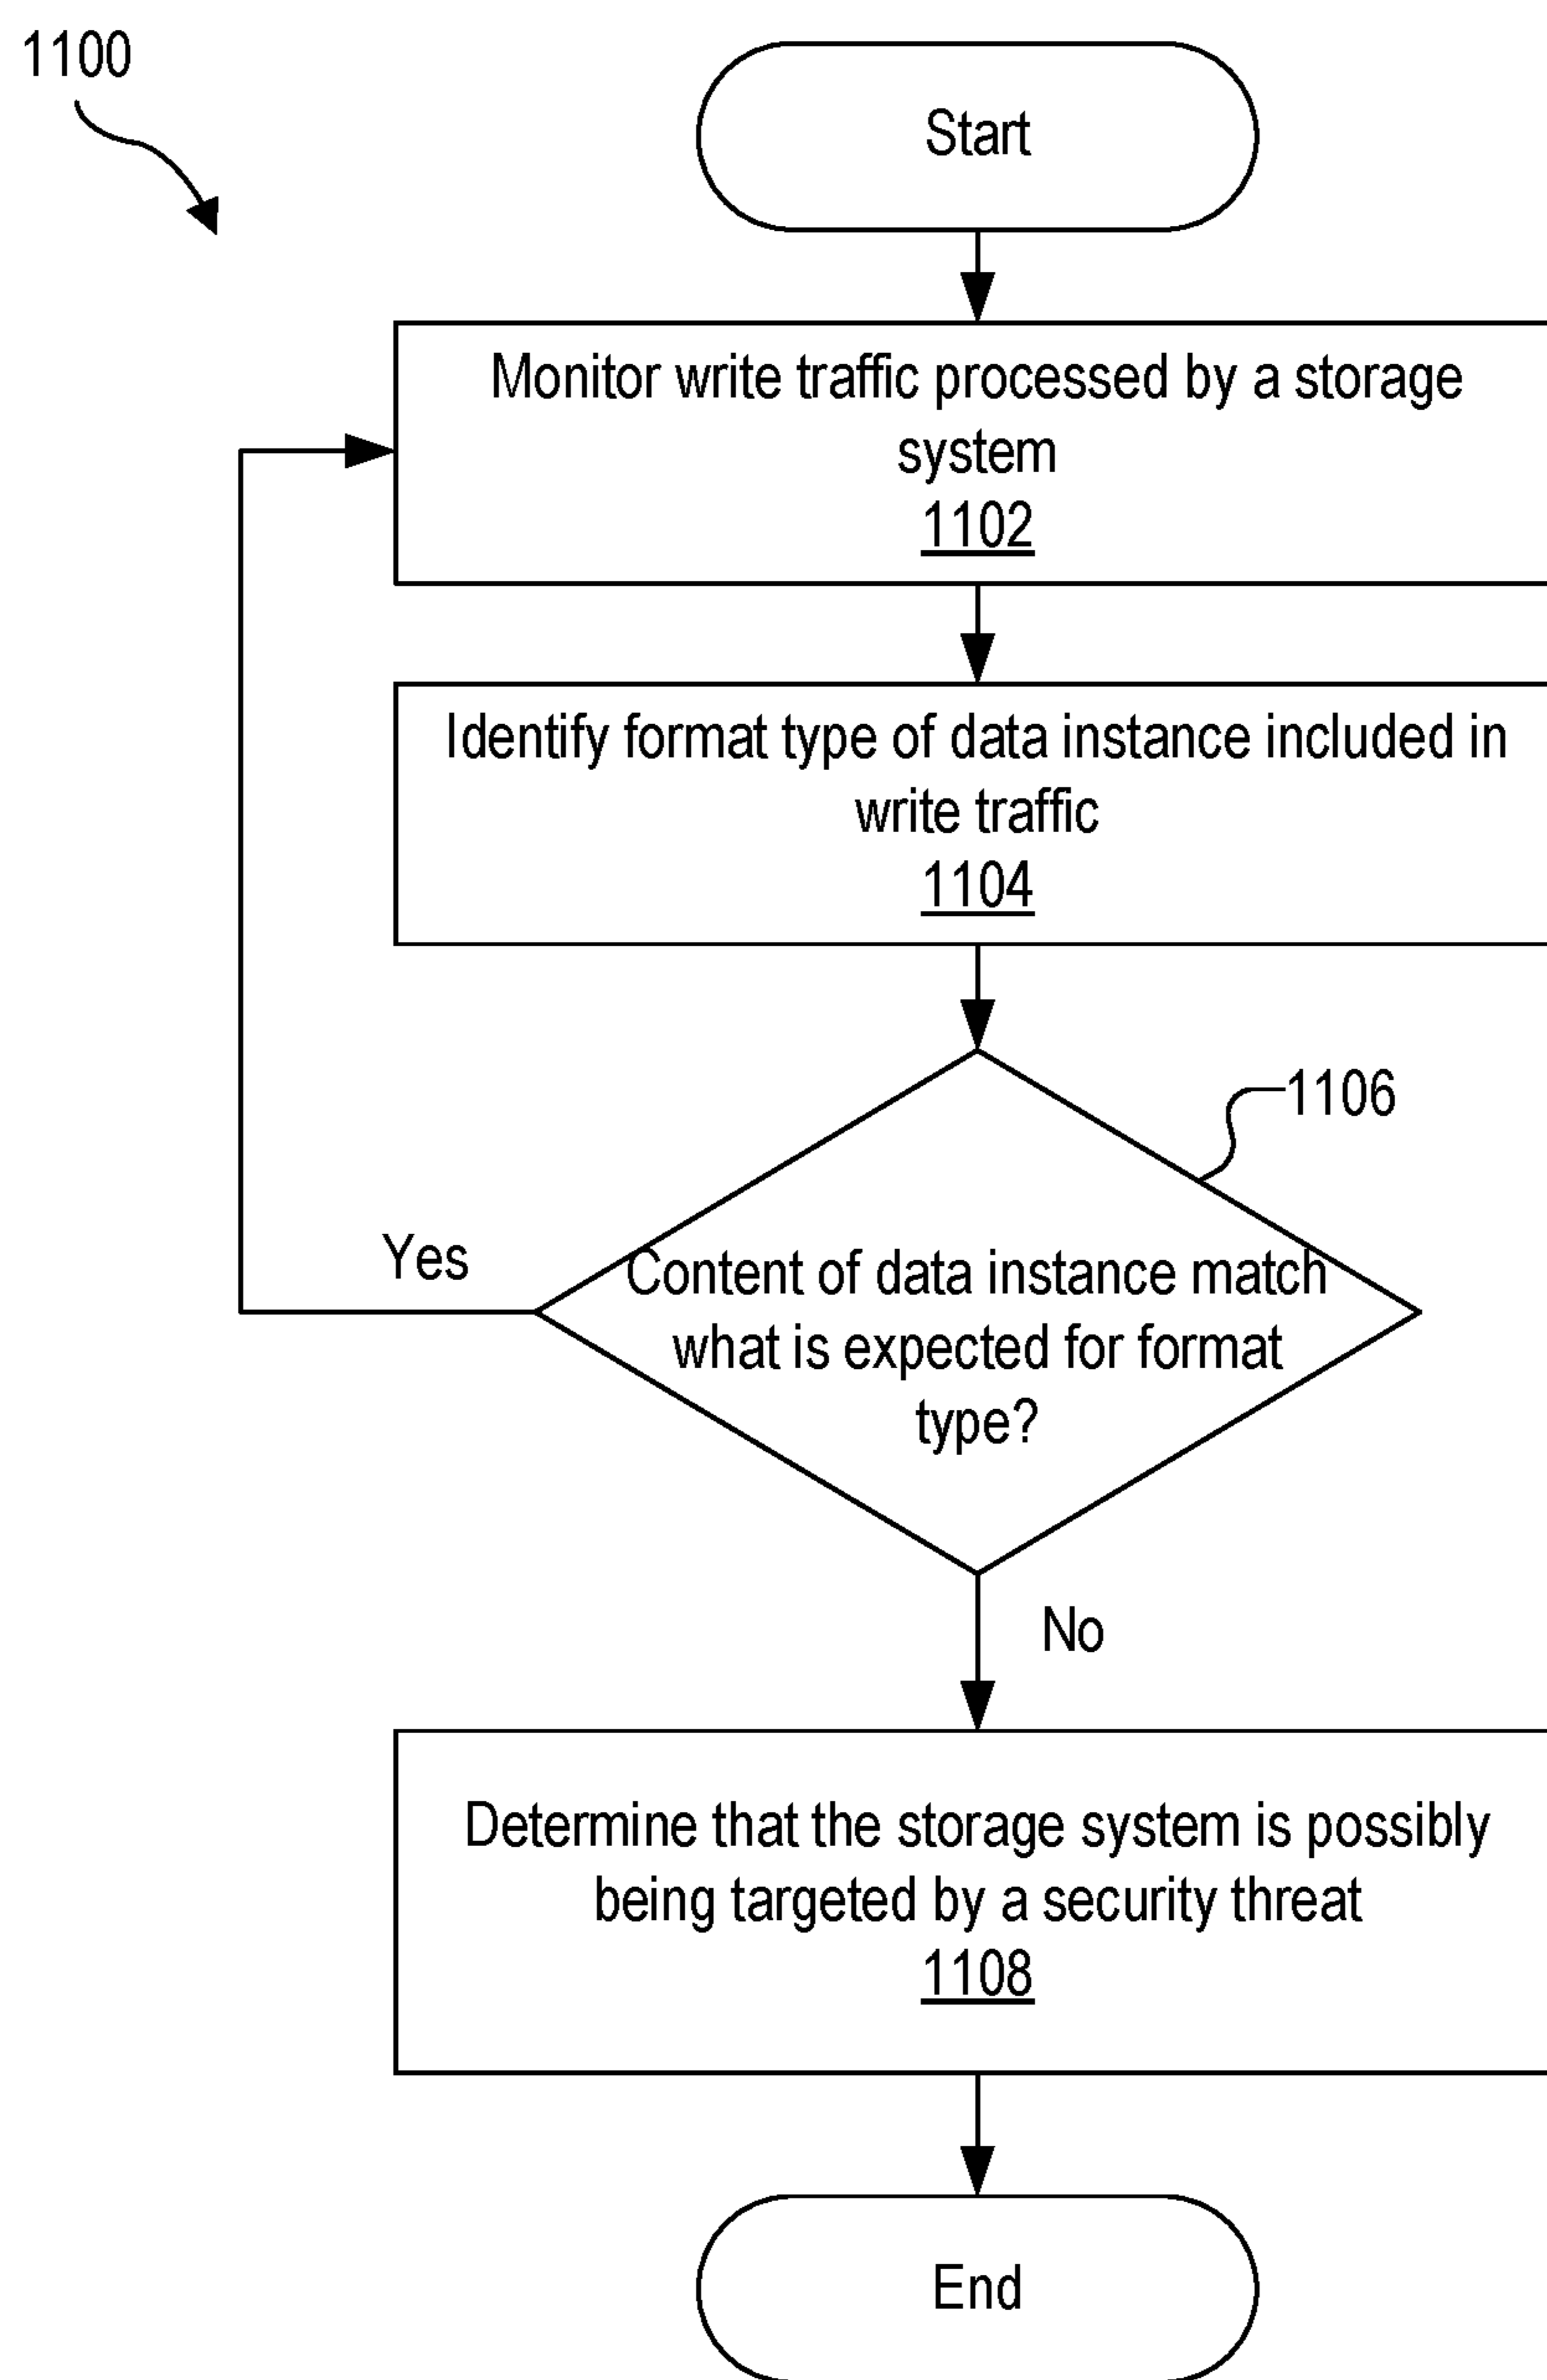 1100
Start
Monitor write traffic processed by a storage
system
1102
Identify format type of data instance included in
write traffic
1104
1106
Yes
Content of data instance match
what is expected for format
type?
No
Determine that the storage system is possibly
being targeted by a security threat
1108
End